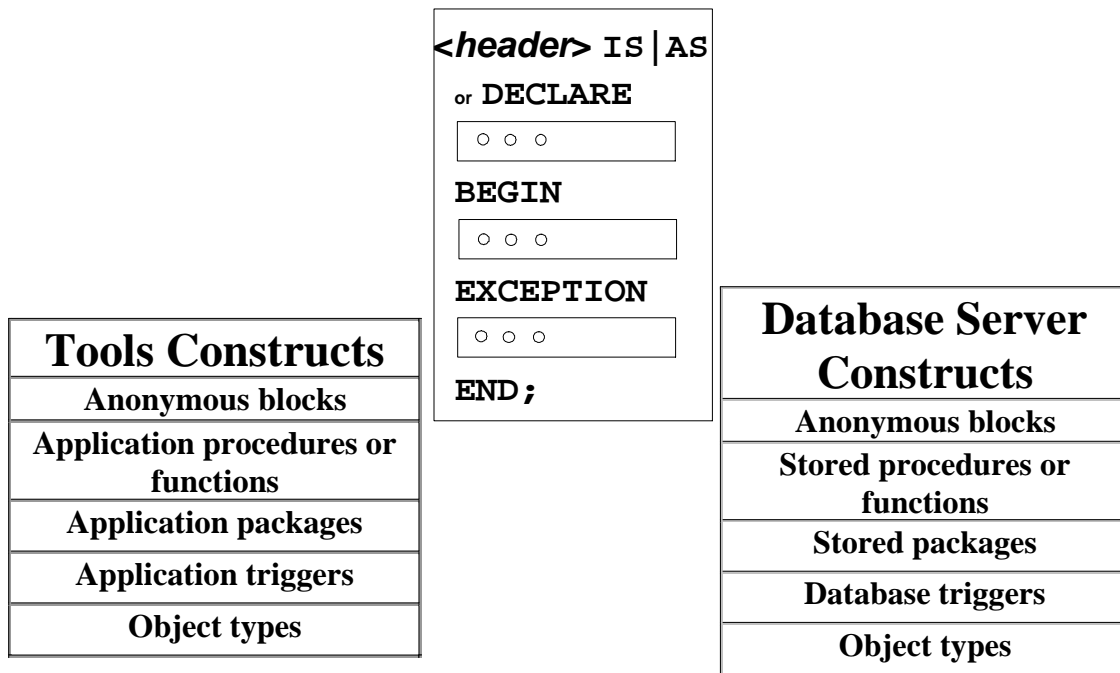 <header> IS|AS
or DECLARE
BEGIN
EXCEPTION
END;
Tools Constructs
Anonymous blocks
Application procedures or
functions
Application packages
Application triggers
Object types
Database Server
Constructs
Anonymous blocks
Stored procedures or
functions
Stored packages
Database triggers
Object types